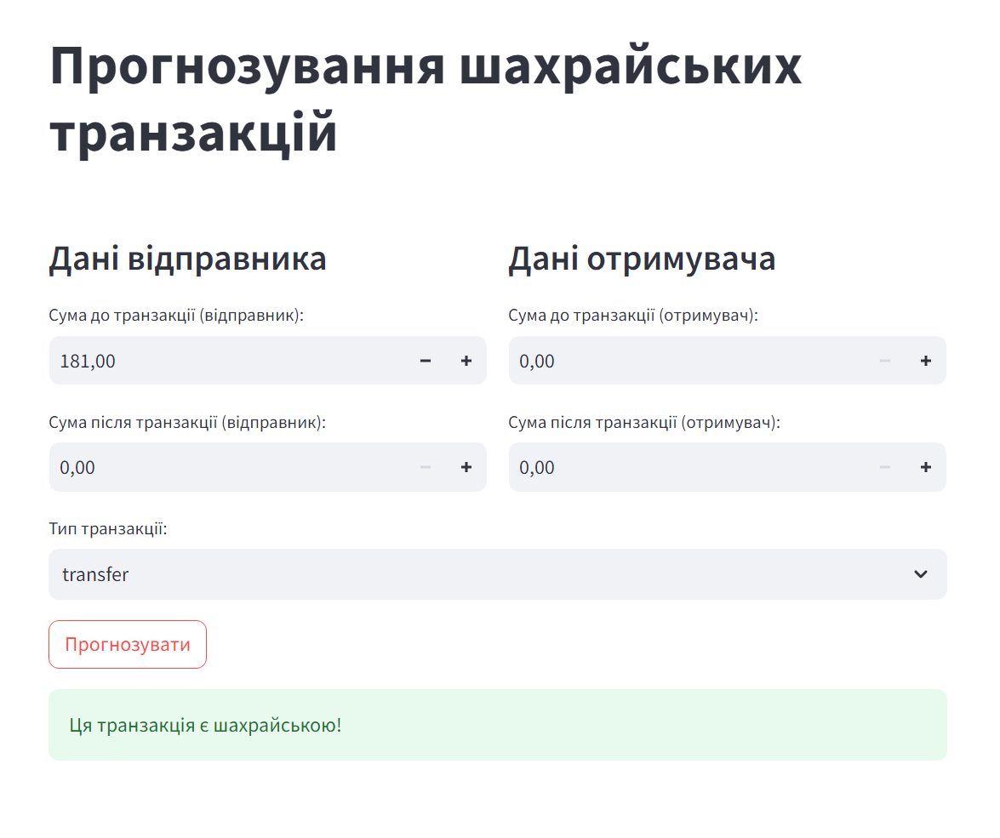 Прогнозування шахрайських
транзакцій
Дані відправника
Дані отримувача
Сума до транзакції (відправник):
Сума до транзакції (отримувач):
181,00
0,00
Сума після транзакції (відправник):
Сума після транзакції (отримувач):
0,00
0,00
Тип транзакції:
transfer
Прогнозувати
Ця транзакція є шахрайською!